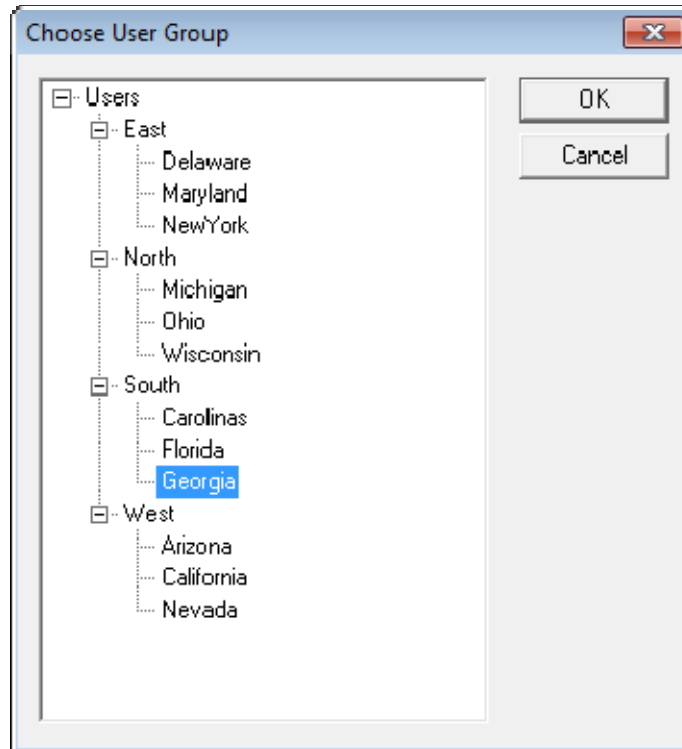 Choose User Group
Users
East
Delaware
Maryland
NewYork
North
Michigan
Ohio
Wisconsin
South
Carolinas
Florida
Georgia
West
Arizona
California
Nevada
OK
Cancel